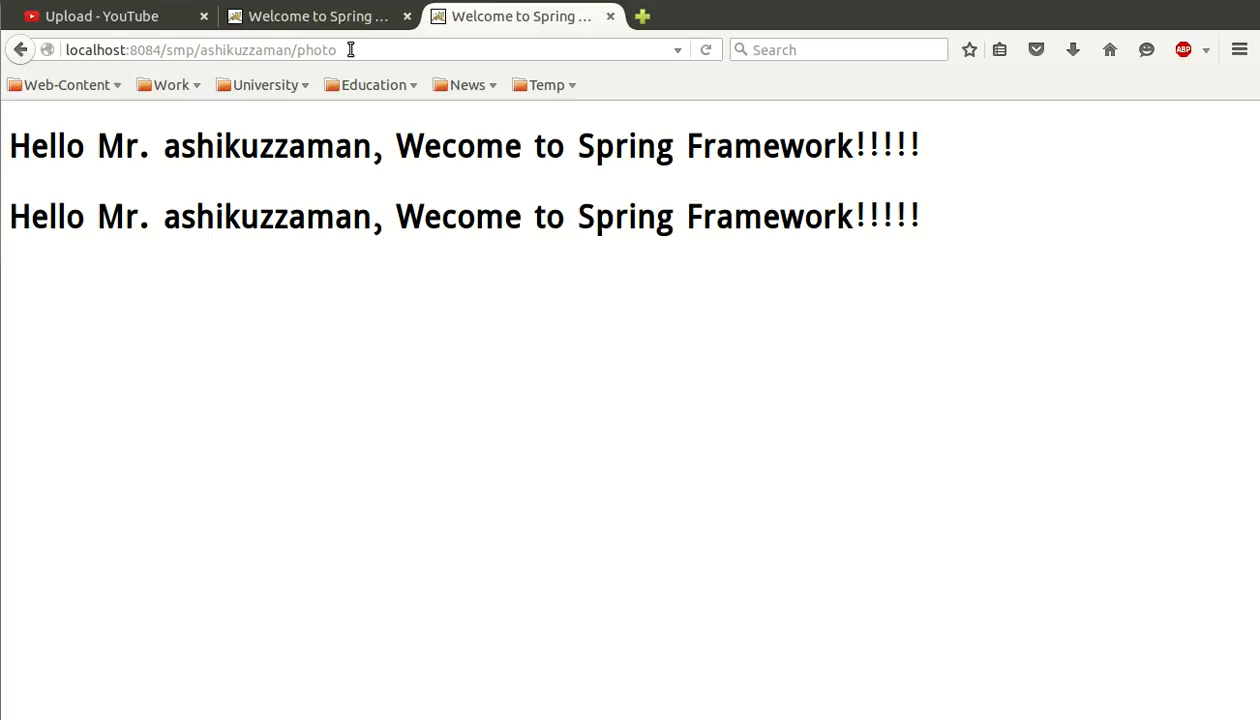 Upload - YouTube
Welcome to Spring ...
Welcome to Spring ...
localhost:8084/smp/ashikuzzaman/photo
Search
ABP
Web-Content
Work
University
Education
News
Temp
Hello Mr. ashikuzzaman, Wecome to Spring Framework!!!!!
Hello Mr. ashikuzzaman, Wecome to Spring Framework!!!!!